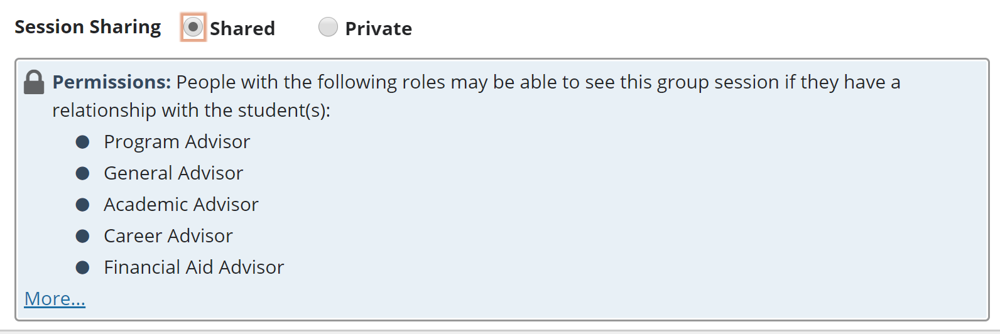 Session Sharing Shared Private
Permissions: People with the following roles may be able to see this group session if they have a
relationship with the student(s):
Program Advisor
General Advisor
Academic Advisor
Career Advisor
Financial Aid Advisor
More...